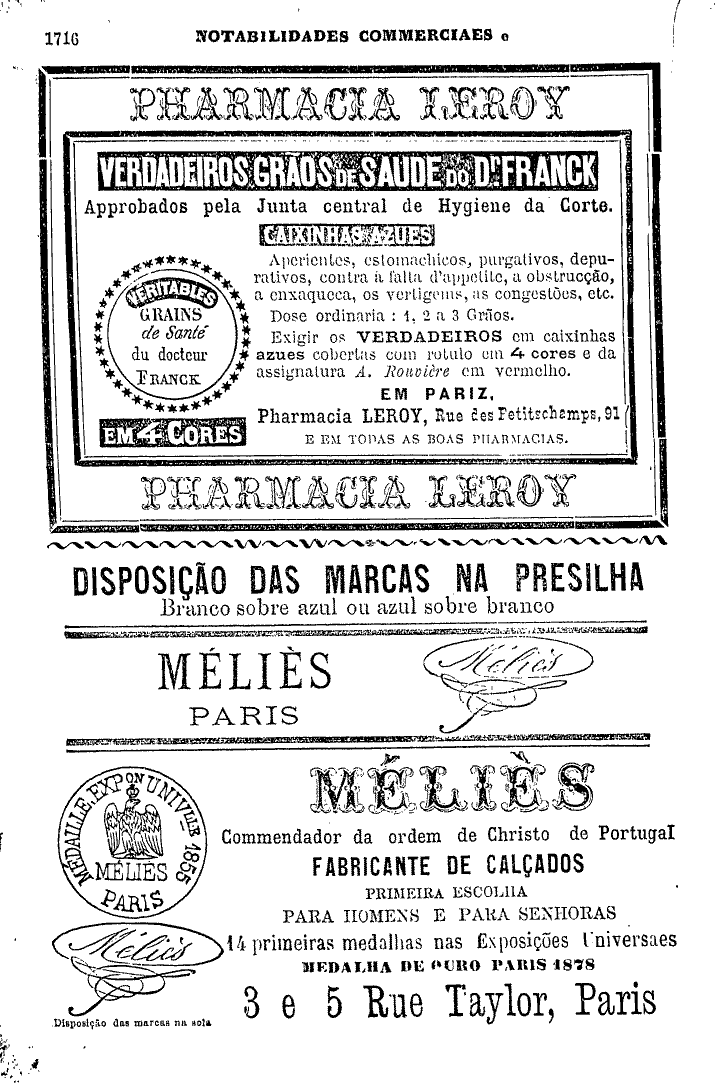 1716
NOTABILIDADES COMMERCIAES e
PHARMACIA LEROY
VERDADEIROS GRÃOS DE SAUDE DO Dr FRANCK
Approbados pela Junta central de Hygiene da Corte.
CAIXINHAS AZUES
Aperientes, estomachicos, purgativos, depu-
rativos, contra a falta d'appetite, a obstrucção,
a enxaqueca, os vertigens, as congestões, etc.
Dose ordinaria : 1, 2 a 3 Grãos.
Exigir os VERDADEIROS em caixinhas
azues cobertas com rotulo em 4 cores e da
assignatura A. Rouvière em vermelho.
VERITABLES
GRAINS
de Santé
du docteur
FRANCK
EM 4 CORES
EM PARIZ,
Pharmacia LEROY, Rue des Petitschamps, 91
E EM TODAS AS BOAS PHARMACIAS.
PHARMACIA LEROY
DISPOSIÇÃO DAS MARCAS NA PRESILHA
Branco sobre azul ou azul sobre branco
MÉLIÈS
PARIS
Méliès
MÉDAILLE EXPON UNIVLLE 1855
MÉLIÈS
PARIS
Méliès
Disposição das marcas na sola
MÉLIÈS
Commendador da ordem de Christo de Portugal
FABRICANTE DE CALÇADOS
PRIMEIRA ESCOLHA
PARA HOMENS E PARA SENHORAS
14 primeiras medalhas nas Exposições Universaes
MEDALHA DE OURO PARIS 1878
3 e 5 Rue Taylor, Paris